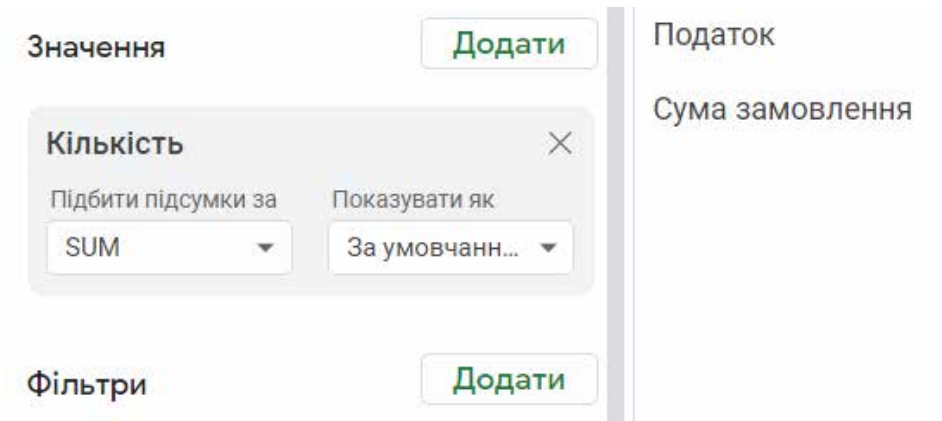 Значення
Додати
Кількість
Підбити підсумки за
Показувати як
SUM
За умовчанн...
Фільтри
Додати
Податок
Сума замовлення